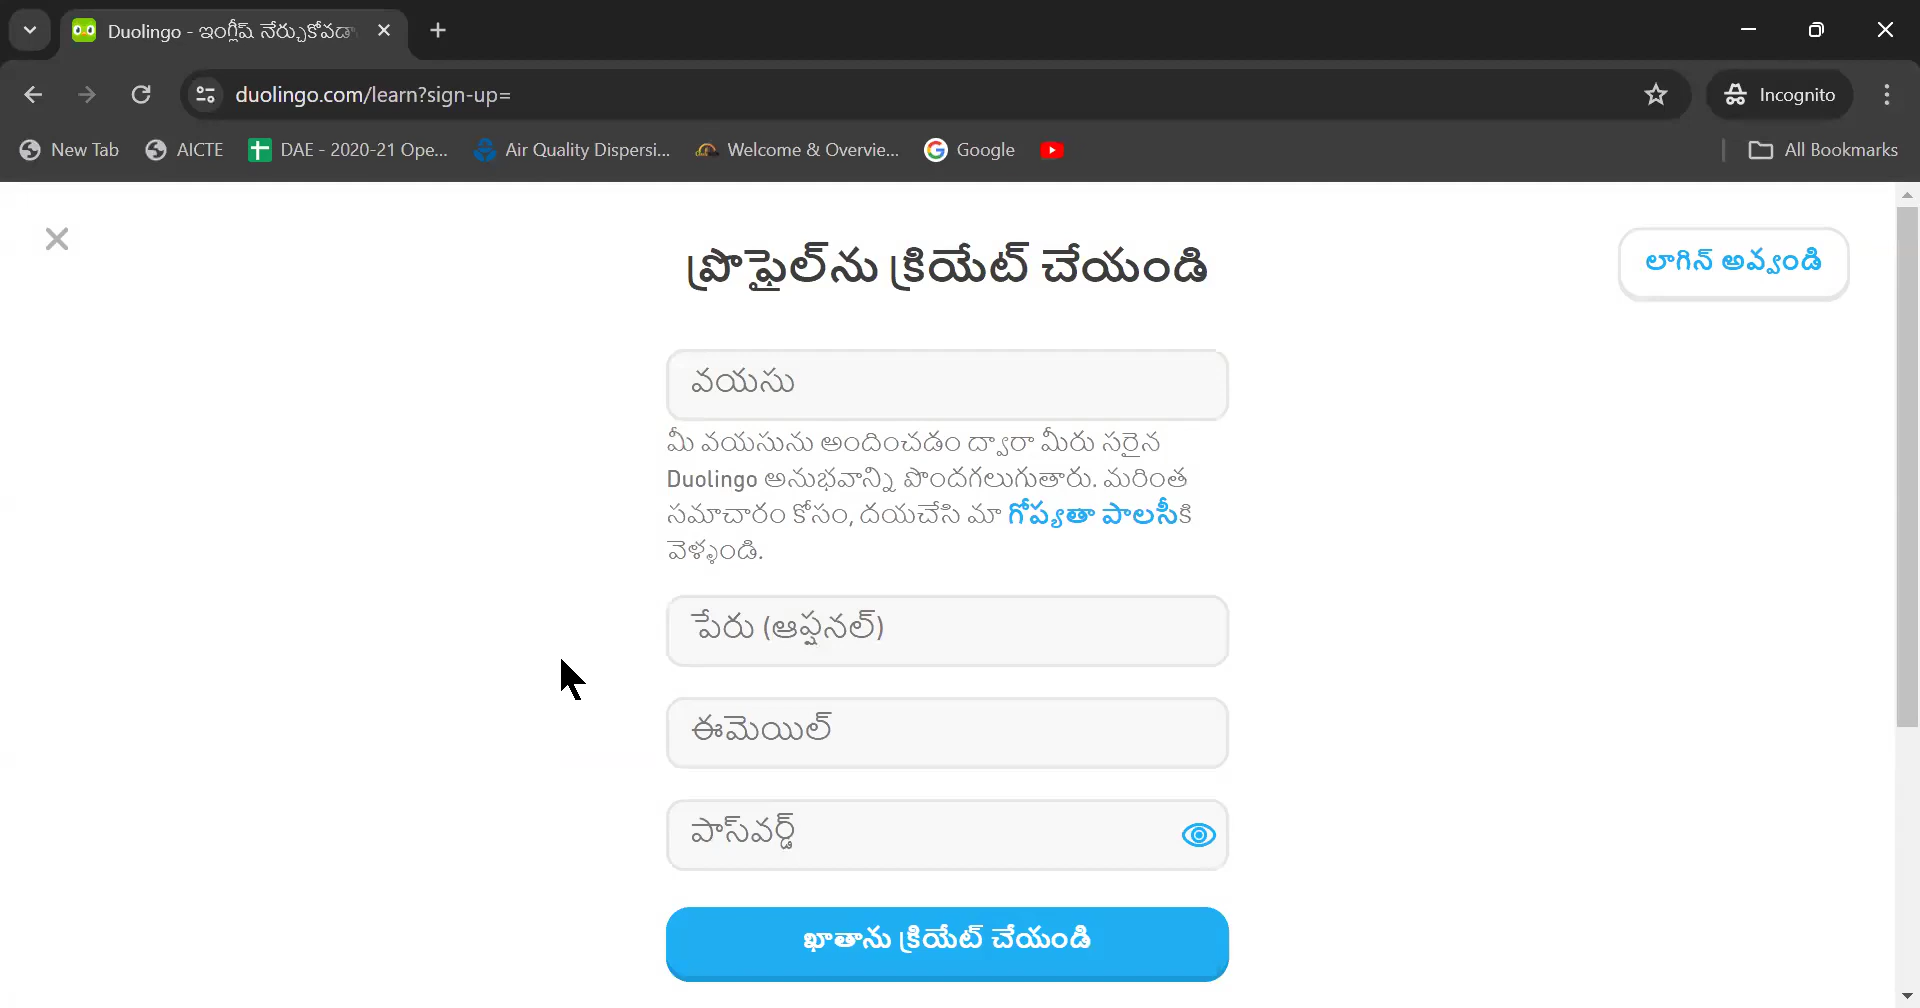 Duolingo - ఇంగ్లీష్ నేర్చుకోవడా
duolingo.com/learn?sign-up=
Incognito
New Tab
AICTE
DAE - 2020-21 Ope...
Air Quality Dispersi...
Welcome & Overvie...
Google
All Bookmarks
ప్రొఫైల్‌ను క్రియేట్ చేయండి
లాగిన్ అవ్వండి
వయసు
మీ వయసును అందించడం ద్వారా మీరు సరైన
Duolingo అనుభవాన్ని పొందగలుగుతారు. మరింత
సమాచారం కోసం, దయచేసి మా గోప్యతా పాలసీకి
వెళ్ళండి.
పేరు (ఆప్షనల్)
ఈమెయిల్
పాస్‌వర్డ్
ఖాతాను క్రియేట్ చేయండి